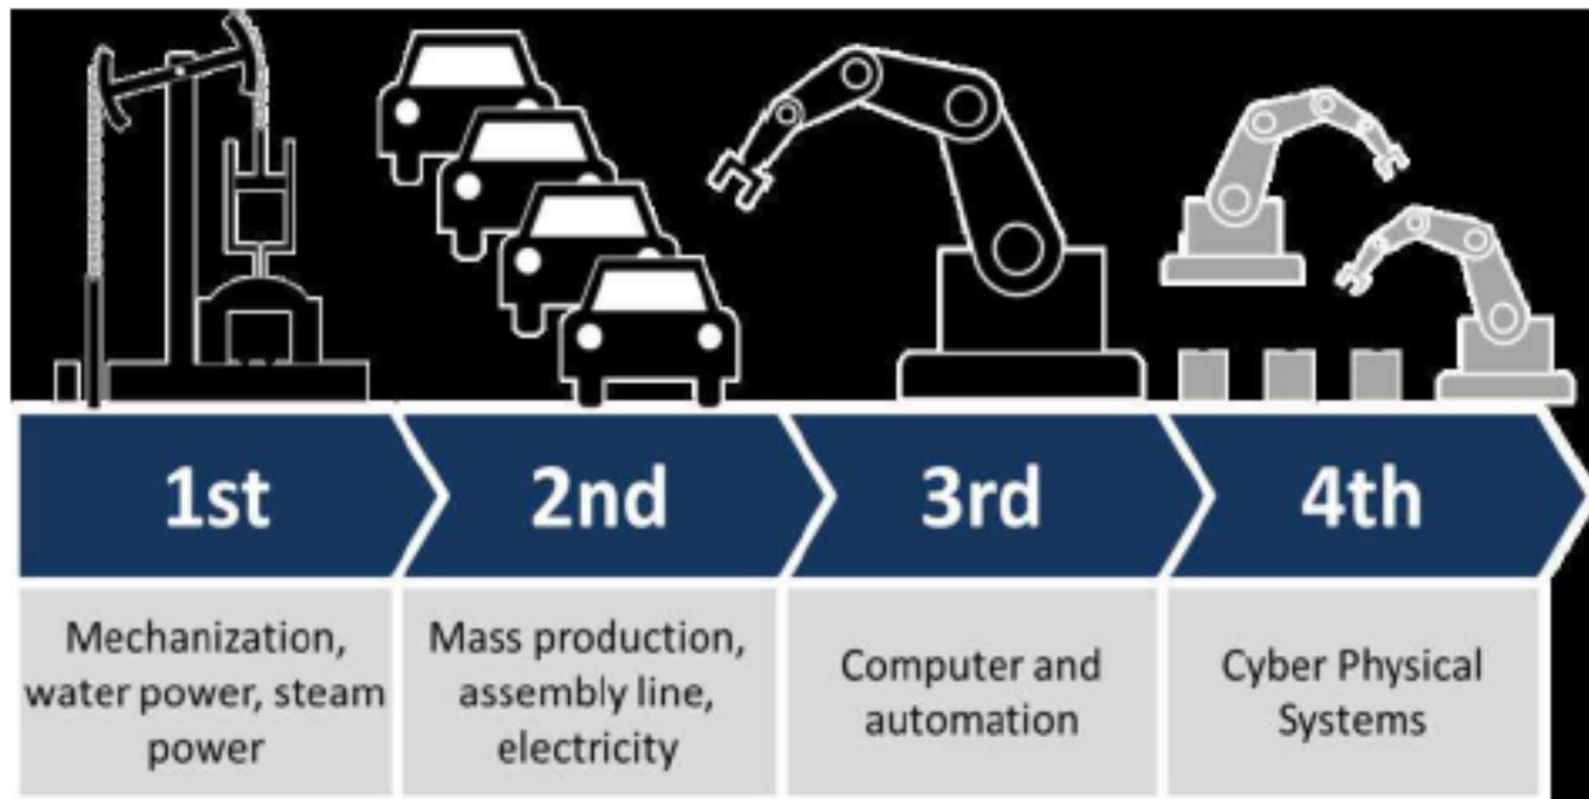 1st
2nd
3rd
4th
Mechanization,
water power, steam
power
Mass production,
assembly line,
electricity
Computer and
automation
Cyber Physical
Systems